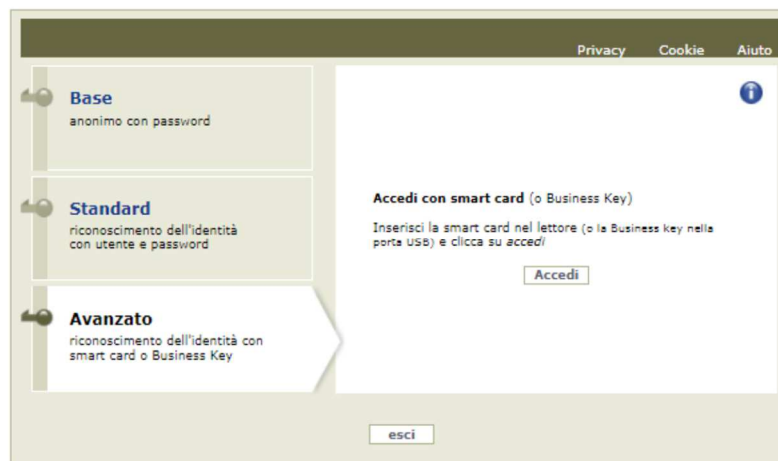 Privacy Cookie Aiuto
Base
anonimo con password
Standard
riconoscimento dell'identità
con utente e password
Avanzato
riconoscimento dell'identità con
smart card o Business Key
Accedi con smart card (o Business Key)
Inserisci la smart card nel lettore (o la Business key nella
porta USB) e clicca su accedi
Accedi
esci